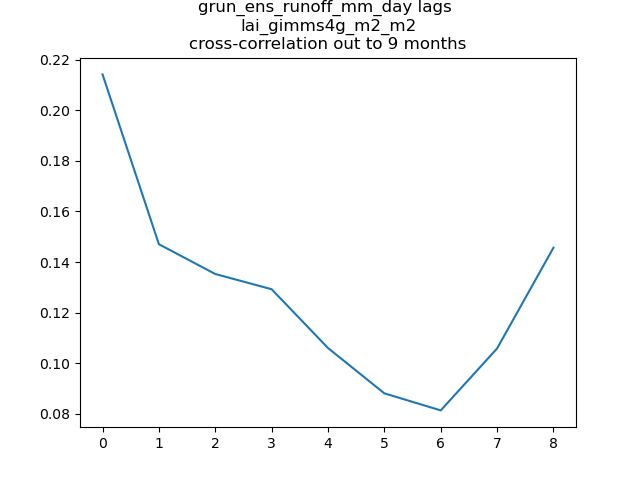 grun_ens_runoff_mm_day lags
lai_gimms4g_m2_m2
cross-correlation out to 9 months
0.22
0.20
0.18
0.16
0.14
0.12
0.10
0.08
0 1 2 3 4 5 6 7 8